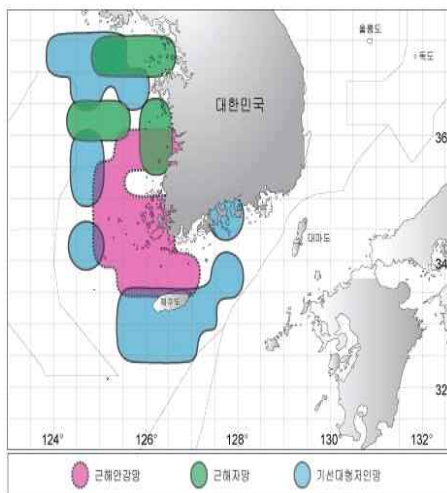 울릉도
독도
대한민국
36
대마도
34
제주도
32
124° 126° 128° 130° 132°
근해안강망 근해자망 기선대형저인망